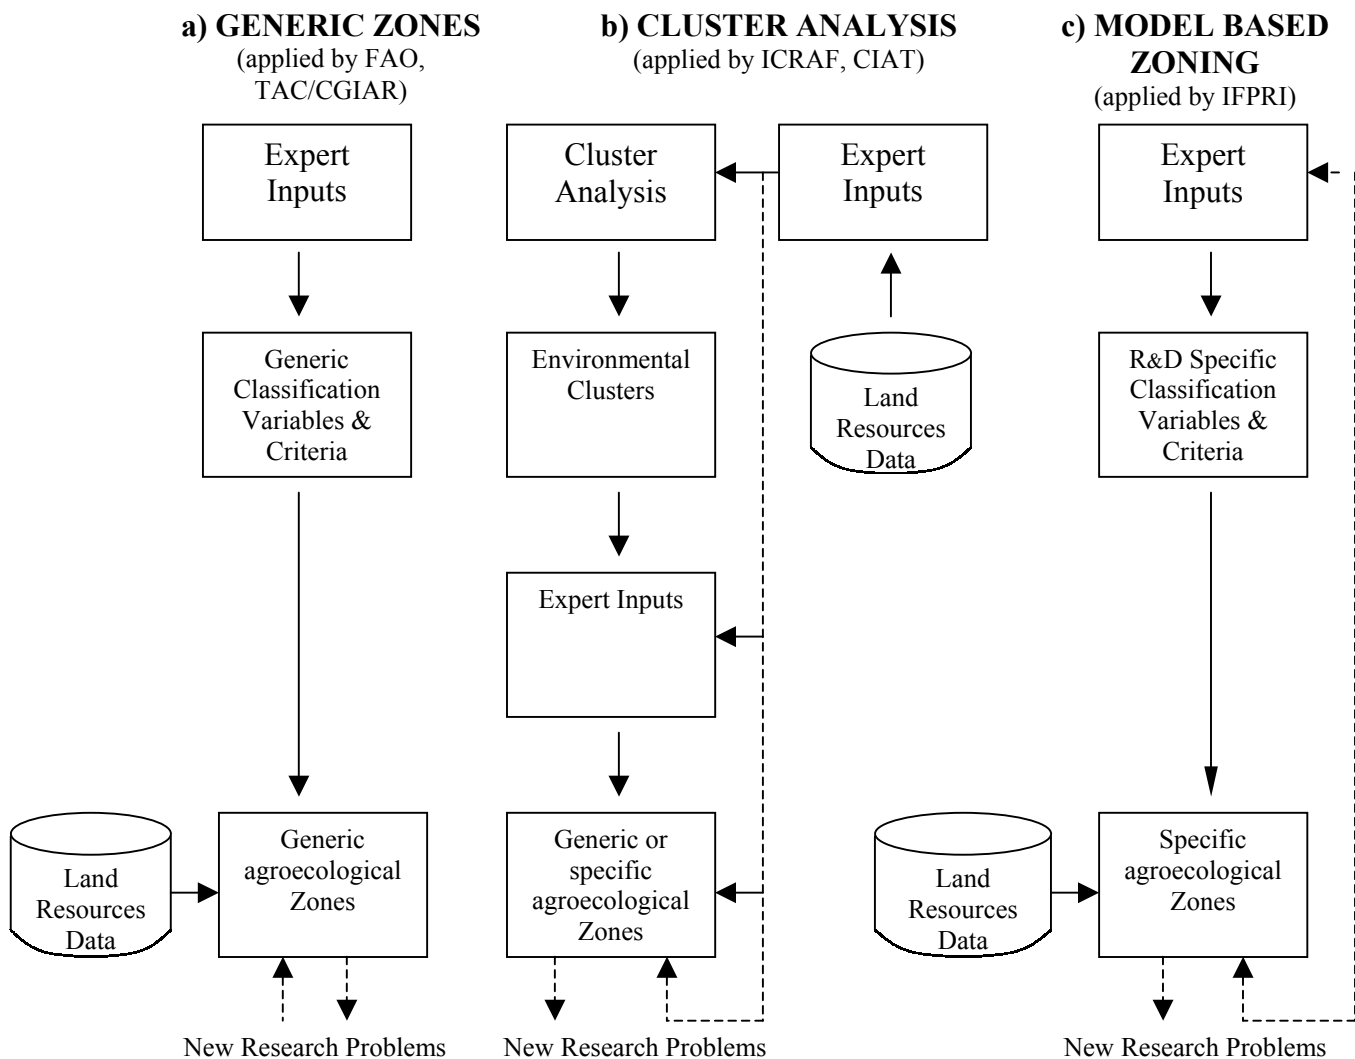 a) GENERIC ZONES
(applied by FAO,
TAC/CGIAR)
Expert
Inputs
Generic
Classification
Variables &
Criteria
Land
Resources
Data
Generic
agroecological
Zones
New Research Problems
b) CLUSTER ANALYSIS
(applied by ICRAF, CIAT)
Cluster
Analysis
Expert
Inputs
Environmental
Clusters
Land
Resources
Data
Expert Inputs
Generic or
specific
agroecological
Zones
New Research Problems
c) MODEL BASED
ZONING
(applied by IFPRI)
Expert
Inputs
R&D Specific
Classification
Variables &
Criteria
Land
Resources
Data
Specific
agroecological
Zones
New Research Problems